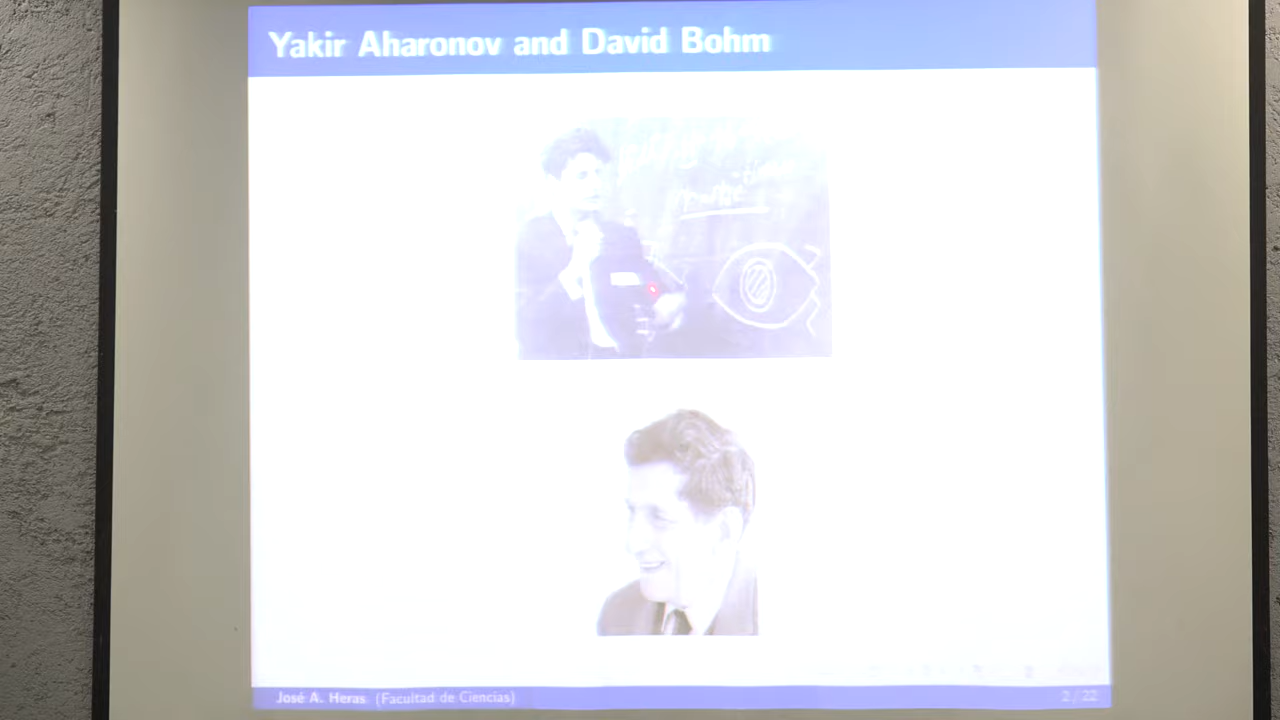 Yakir Aharonov and David Bohm
José A. Heras (Facultad de Ciencias)
2 / 22